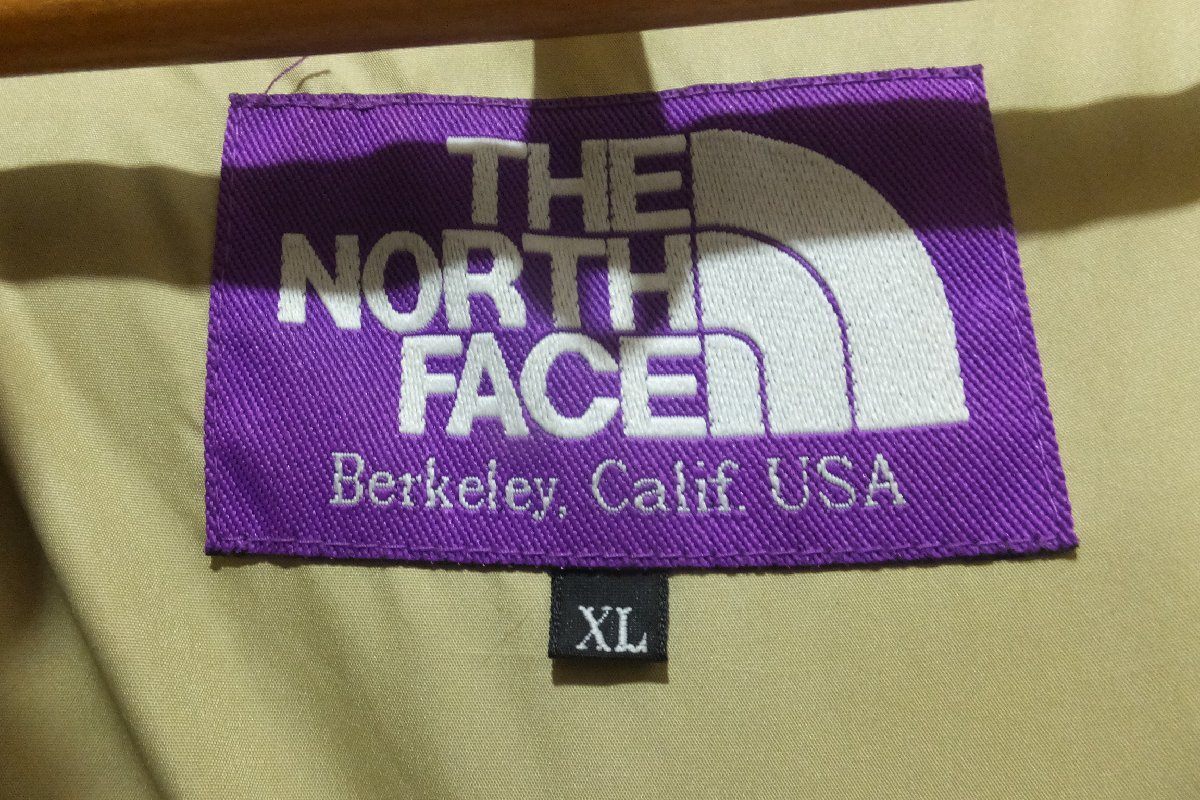 THE
NORTH
FACE
Berkeley, Calif. USA
XL